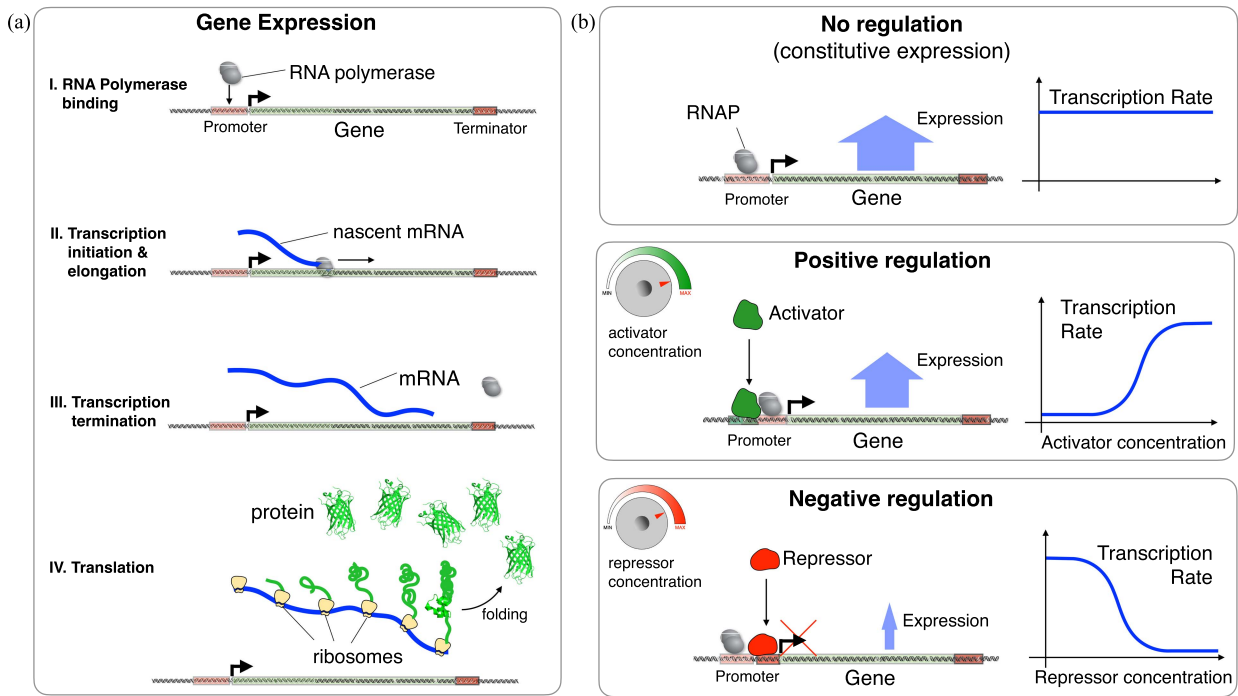 (a)
Gene Expression
I. RNA Polymerase
binding
RNA polymerase
Promoter
Gene
Terminator
II. Transcription
initiation &
elongation
nascent mRNA
III. Transcription
termination
mRNA
IV. Translation
protein
folding
ribosomes
(b)
No regulation
(constitutive expression)
RNAP
Expression
Promoter
Gene
Transcription Rate
Positive regulation
MIN
MAX
activator
concentration
Activator
Expression
Promoter
Gene
Transcription
Rate
Activator concentration
Negative regulation
MIN
MAX
repressor
concentration
Repressor
Expression
Promoter
Gene
Transcription
Rate
Repressor concentration